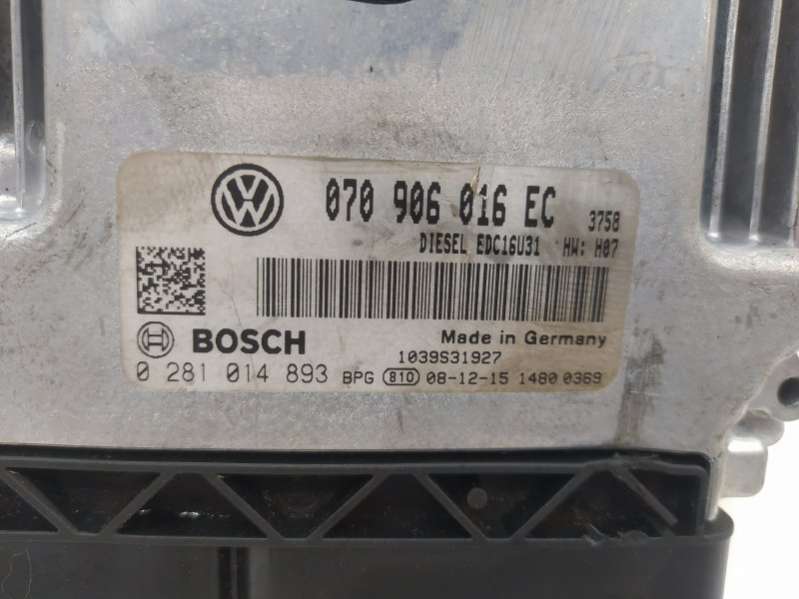 070 906 016 EC 3758
DIESEL EDC16U31 HW: H07
BOSCH Made in Germany
1039S31927
0 281 014 893 BPG 810 08-12-15 1480 0369